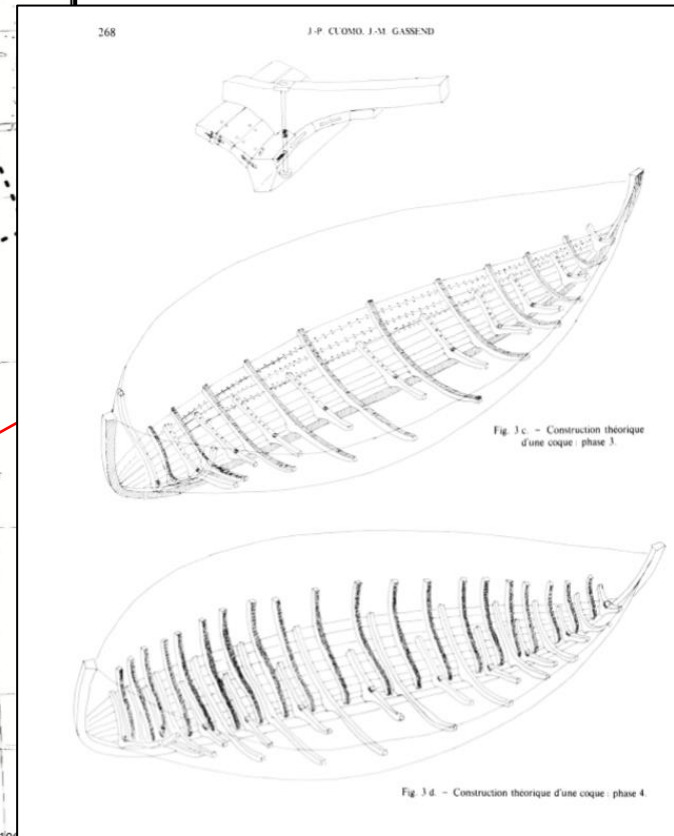 268
J.-P. CUOMO, J.-M. GASSEND
Fig. 3 c. – Construction théorique
d'une coque : phase 3.
Fig. 3 d. – Construction théorique d'une coque : phase 4.